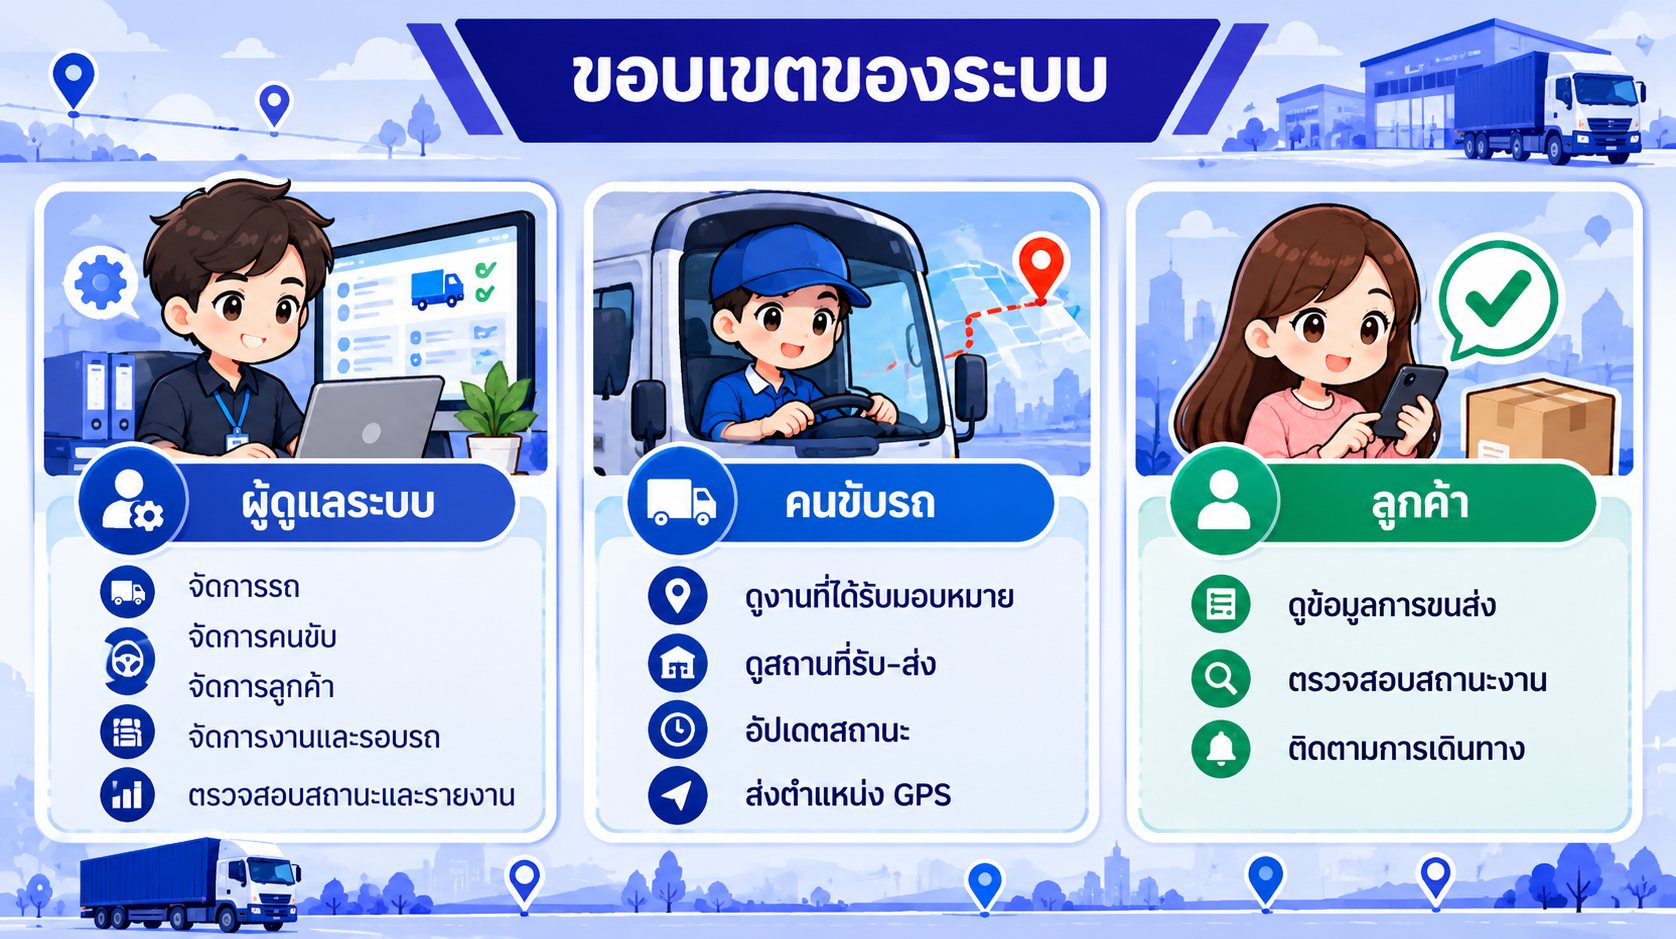 ขอบเขตของระบบ
ผู้ดูแลระบบ
จัดการรถ
จัดการคนขับ
จัดการลูกค้า
จัดการงานและรอบรถ
ตรวจสอบสถานะและรายงาน
คนขับรถ
ดูงานที่ได้รับมอบหมาย
ดูสถานที่รับ-ส่ง
อัปเดตสถานะ
ส่งตำแหน่ง GPS
ลูกค้า
ดูข้อมูลการขนส่ง
ตรวจสอบสถานะงาน
ติดตามการเดินทาง